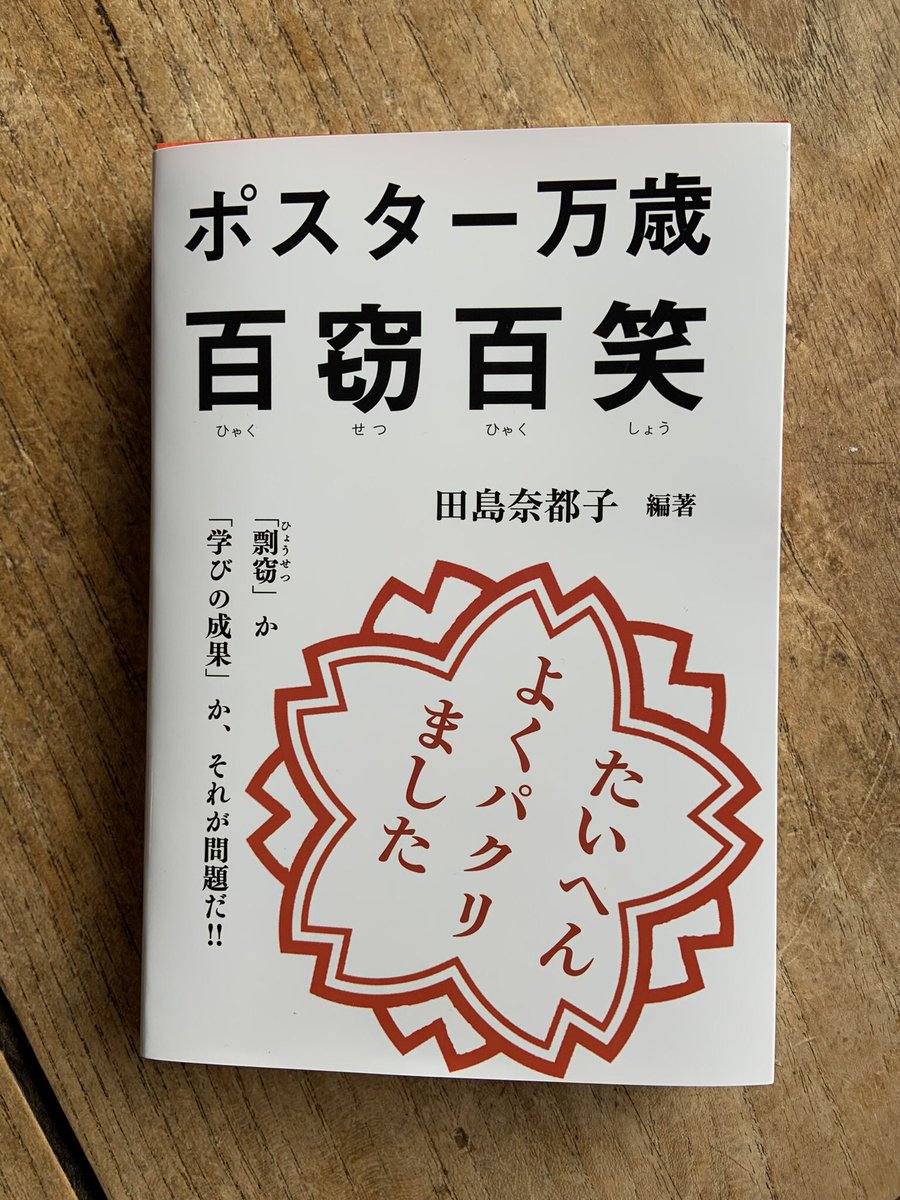 ポスター万歳
百窃百笑
ひゃく せつ ひゃく しょう
田島奈都子 編著
「剽窃」か
ひょうせつ
「学びの成果」か、それが問題だ!!
たいへん
よくパクリ
ました